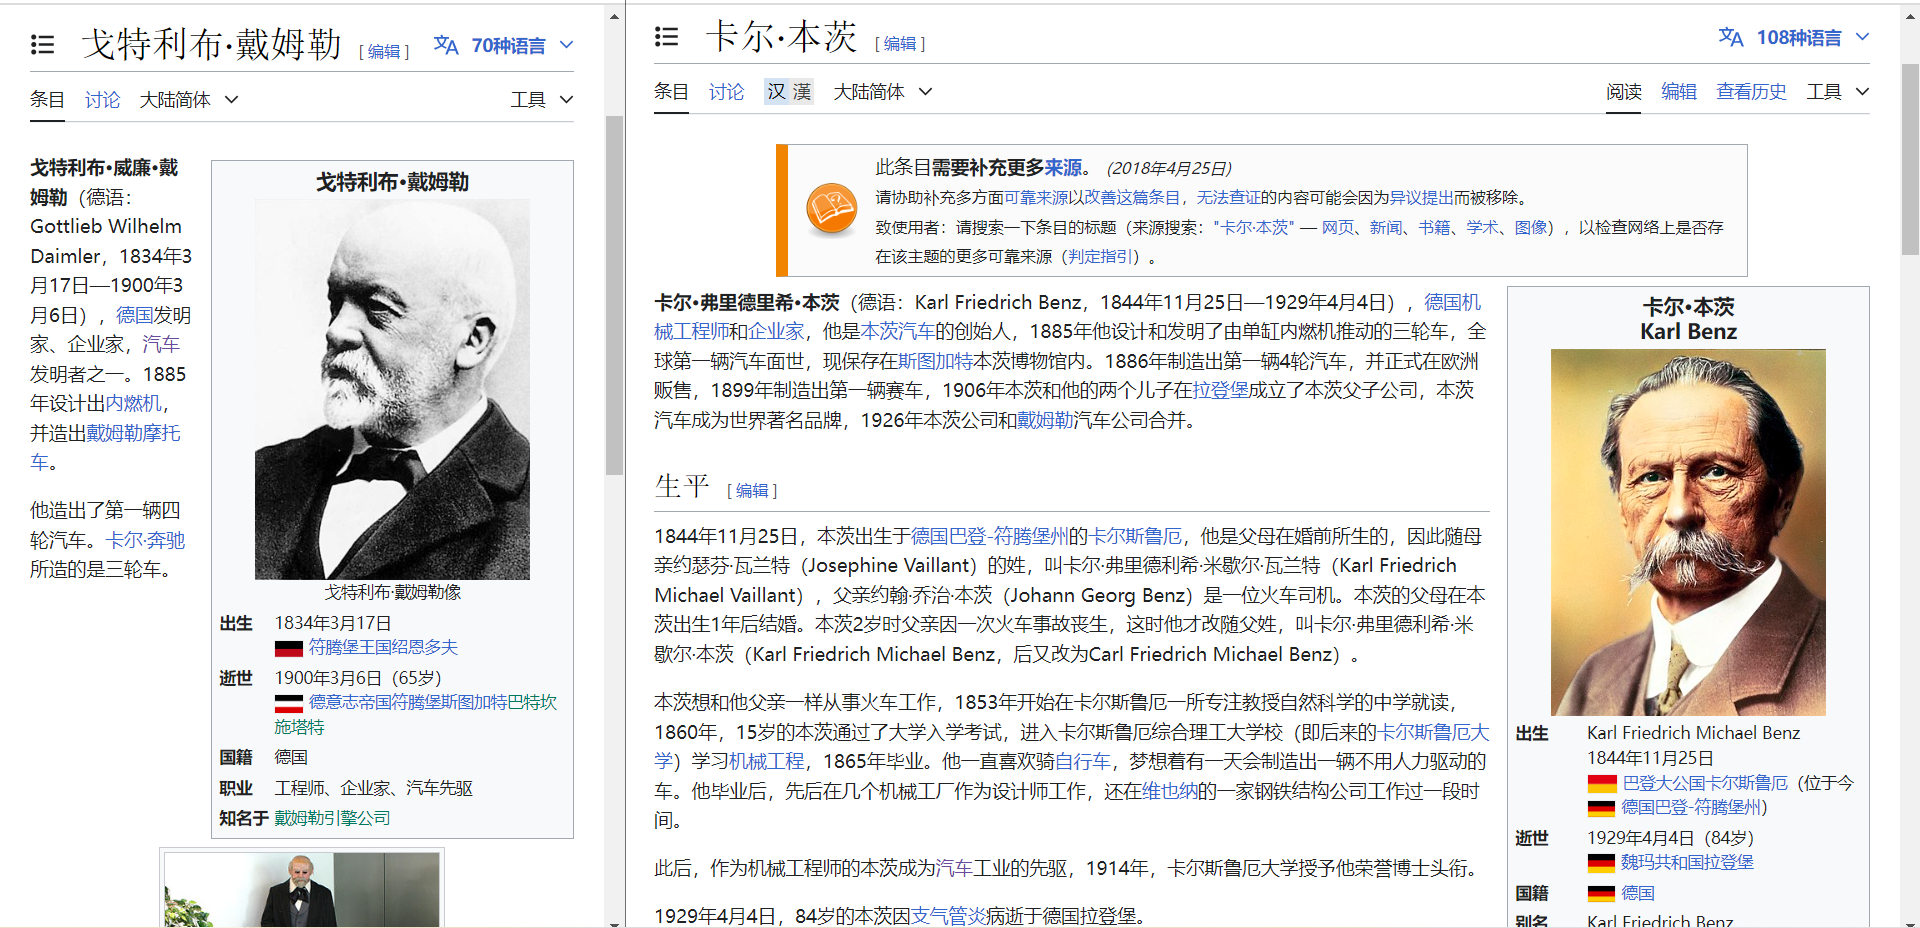 戈特利布·戴姆勒 [ 编辑 ] 70种语言
条目 讨论 大陆简体 工具
戈特利布·威廉·戴
姆勒（德语：
Gottlieb Wilhelm
Daimler，1834年3
月17日—1900年3
月6日），德国发明
家、企业家，汽车
发明者之一。1885
年设计出内燃机，
并造出戴姆勒摩托
车。
他造出了第一辆四
轮汽车。卡尔·奔驰
所造的是三轮车。
戈特利布·戴姆勒
戈特利布·戴姆勒像
出生 1834年3月17日
符腾堡王国绍恩多夫
逝世 1900年3月6日（65岁）
德意志帝国符腾堡斯图加特巴特坎
施塔特
国籍 德国
职业 工程师、企业家、汽车先驱
知名于 戴姆勒引擎公司
卡尔·本茨 [ 编辑 ] 108种语言
条目 讨论 汉 漢 大陆简体 阅读 编辑 查看历史 工具
此条目需要补充更多来源。 (2018年4月25日)
请协助补充多方面可靠来源以改善这篇条目，无法查证的内容可能会因为异议提出而被移除。
致使用者：请搜索一下条目的标题（来源搜索："卡尔·本茨" — 网页、新闻、书籍、学术、图像），以检查网络上是否存
在该主题的更多可靠来源（判定指引）。
卡尔·弗里德里希·本茨（德语：Karl Friedrich Benz，1844年11月25日—1929年4月4日），德国机
械工程师和企业家，他是本茨汽车的创始人，1885年他设计和发明了由单缸内燃机推动的三轮车，全
球第一辆汽车面世，现保存在斯图加特本茨博物馆内。1886年制造出第一辆4轮汽车，并正式在欧洲
贩售，1899年制造出第一辆赛车，1906年本茨和他的两个儿子在拉登堡成立了本茨父子公司，本茨
汽车成为世界著名品牌，1926年本茨公司和戴姆勒汽车公司合并。
生平 [ 编辑 ]
1844年11月25日，本茨出生于德国巴登-符腾堡州的卡尔斯鲁厄，他是父母在婚前所生的，因此随母
亲约瑟芬·瓦兰特（Josephine Vaillant）的姓，叫卡尔·弗里德利希·米歇尔·瓦兰特（Karl Friedrich
Michael Vaillant），父亲约翰·乔治·本茨（Johann Georg Benz）是一位火车司机。本茨的父母在本
茨出生1年后结婚。本茨2岁时父亲因一次火车事故丧生，这时他才改随父姓，叫卡尔·弗里德利希·米
歇尔·本茨（Karl Friedrich Michael Benz，后又改为Carl Friedrich Michael Benz）。
本茨想和他父亲一样从事火车工作，1853年开始在卡尔斯鲁厄一所专注教授自然科学的中学就读，
1860年，15岁的本茨通过了大学入学考试，进入卡尔斯鲁厄综合理工大学校（即后来的卡尔斯鲁厄大
学）学习机械工程，1865年毕业。他一直喜欢骑自行车，梦想着有一天会制造出一辆不用人力驱动的
车。他毕业后，先后在几个机械工厂作为设计师工作，还在维也纳的一家钢铁结构公司工作过一段时
间。
此后，作为机械工程师的本茨成为汽车工业的先驱，1914年，卡尔斯鲁厄大学授予他荣誉博士头衔。
1929年4月4日，84岁的本茨因支气管炎病逝于德国拉登堡。
卡尔·本茨
Karl Benz
出生 Karl Friedrich Michael Benz
1844年11月25日
巴登大公国卡尔斯鲁厄（位于今
德国巴登-符腾堡州）
逝世 1929年4月4日（84岁）
魏玛共和国拉登堡
国籍 德国
别名 Karl Friedrich Benz